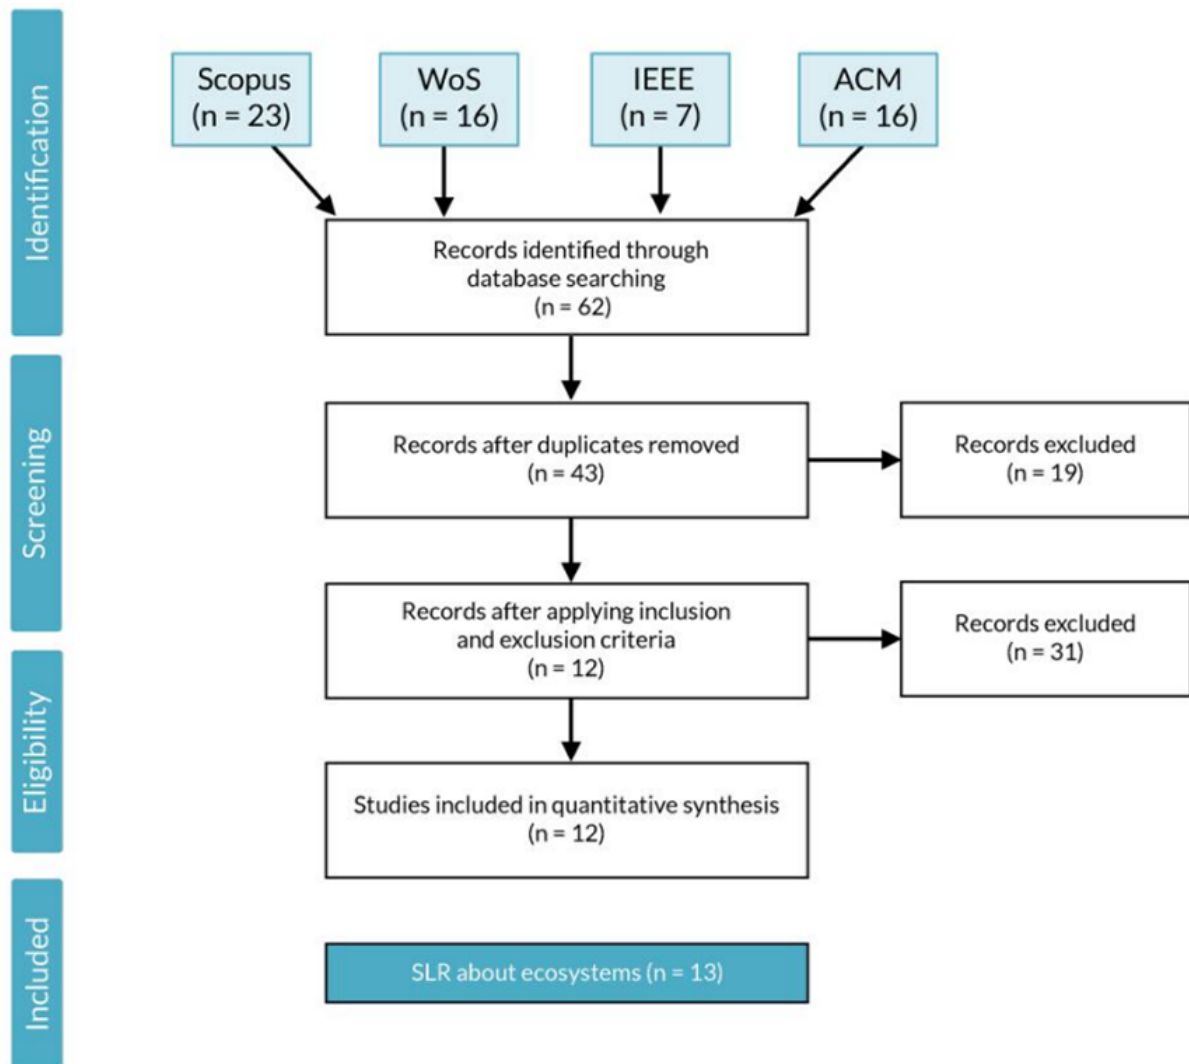 Identification
Scopus
(n = 23)
WoS
(n = 16)
IEEE
(n = 7)
ACM
(n = 16)
Records identified through
database searching
(n = 62)
Screening
Records after duplicates removed
(n = 43)
Records excluded
(n = 19)
Records after applying inclusion
and exclusion criteria
(n = 12)
Records excluded
(n = 31)
Eligibility
Studies included in quantitative synthesis
(n = 12)
Included
SLR about ecosystems (n = 13)